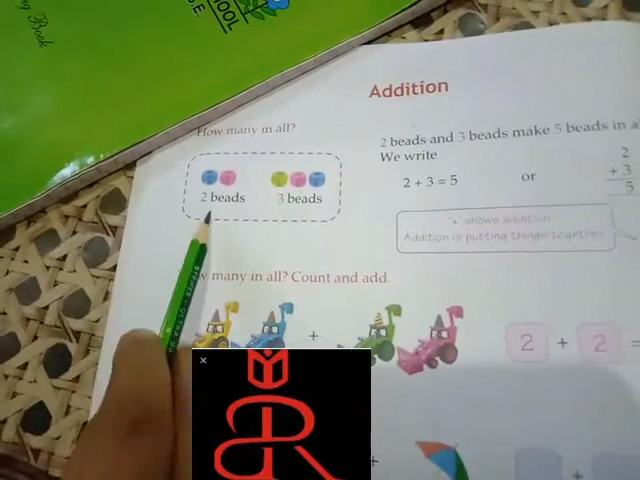 Book
OOL
E.
Addition
How many in all?
2 beads 3 beads
2 beads and 3 beads make 5 beads in
We write
2 + 3 = 5 or
2
+ 3
5
'+' shows addition
Addition is putting things together
many in all? Count and add.
+
2 + 2 =
+
+